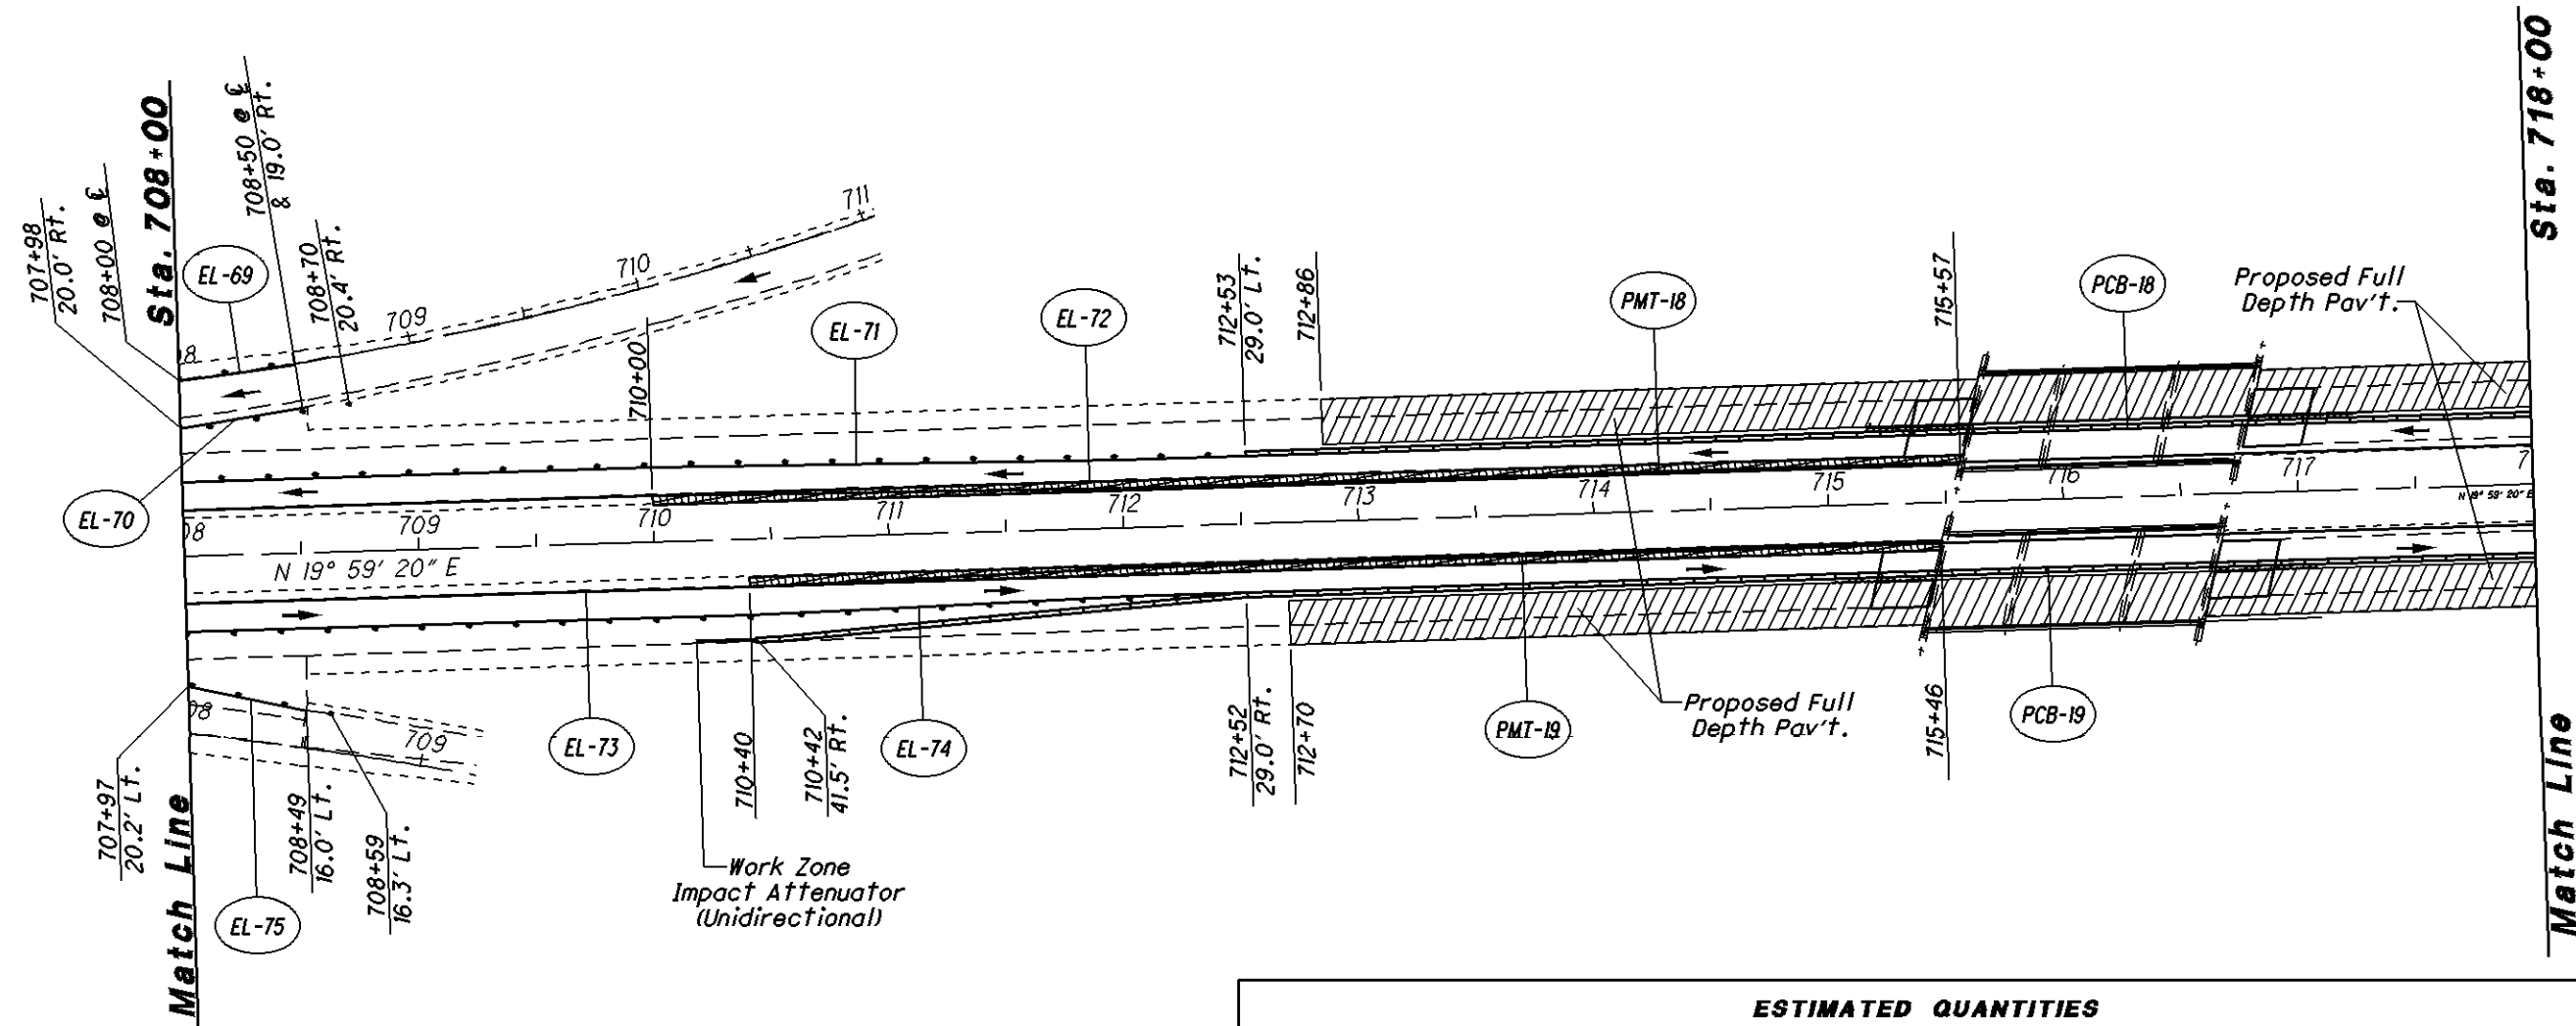 Sta. 708+00
Match Line
Sta. 718+00
Match Line
707+98
20.0' Rt.
708+00 @ ℄
708+50 @ ℄
& 19.0' Rt.
708+70
20.4' Rt.
EL-69
EL-70
709
710
711
710+00
EL-71
EL-72
712+53
29.0' Lt.
712+86
PMT-18
715+57
PCB-18
Proposed Full
Depth Pav't.
08
709
710
711
712
713
714
715
716
717
N 19° 59' 20" E
N 19° 59' 20" E
707+97
20.2' Lt.
08
709
708+49
16.0' Lt.
708+59
16.3' Lt.
EL-75
EL-73
710+40
710+42
41.5' Rt.
EL-74
Work Zone
Impact Attenuator
(Unidirectional)
712+52
29.0' Rt.
712+70
PMT-19
Proposed Full
Depth Pav't.
715+46
PCB-19
ESTIMATED QUANTITIES